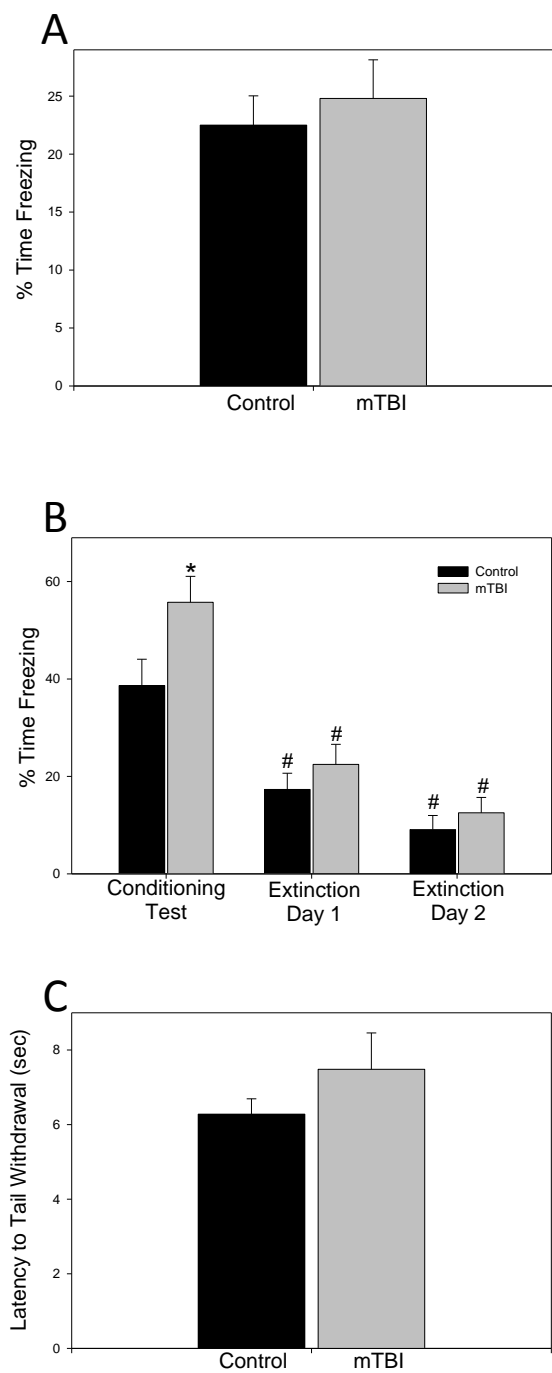 A
% Time Freezing
25
20
15
10
5
0
Control mTBI
B
% Time Freezing
60
40
20
0
*
# #
# #
Control
mTBI
Conditioning Extinction Extinction
Test Day 1 Day 2
C
Latency to Tail Withdrawal (sec)
8
6
4
2
0
Control mTBI